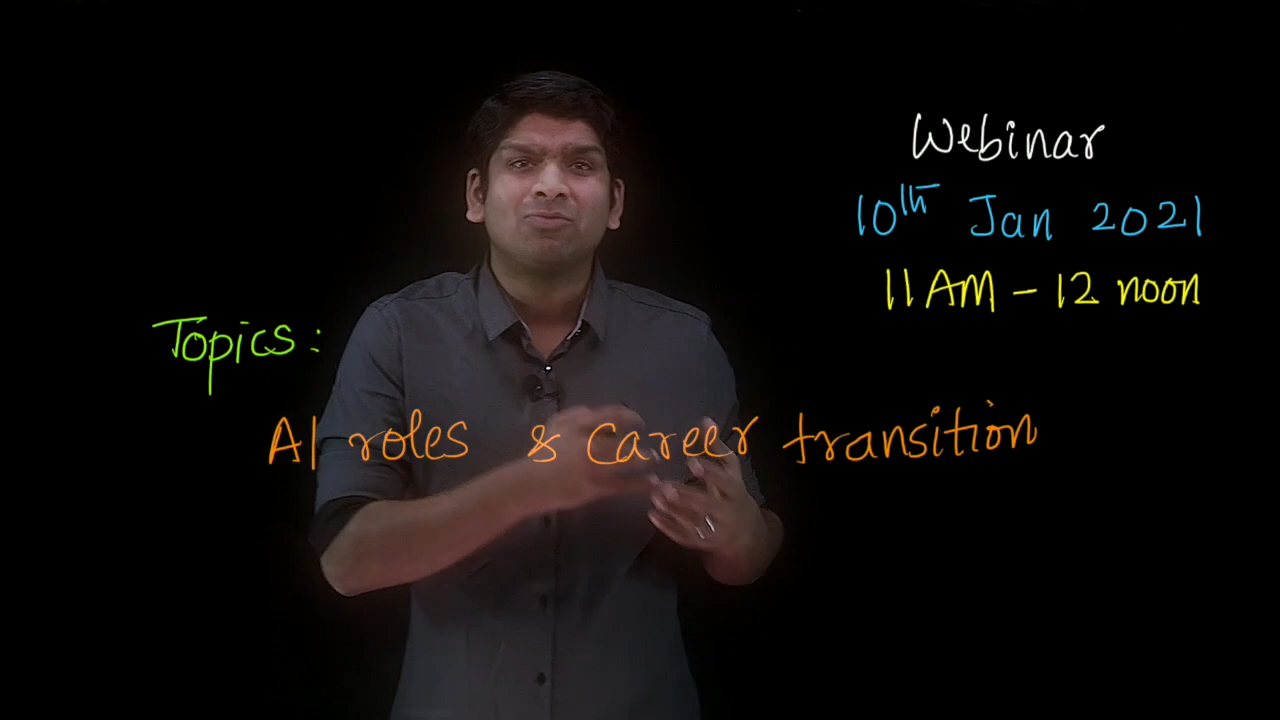 Webinar
10th Jan 2021
11 AM - 12 noon
Topics:
AI roles & Career transition